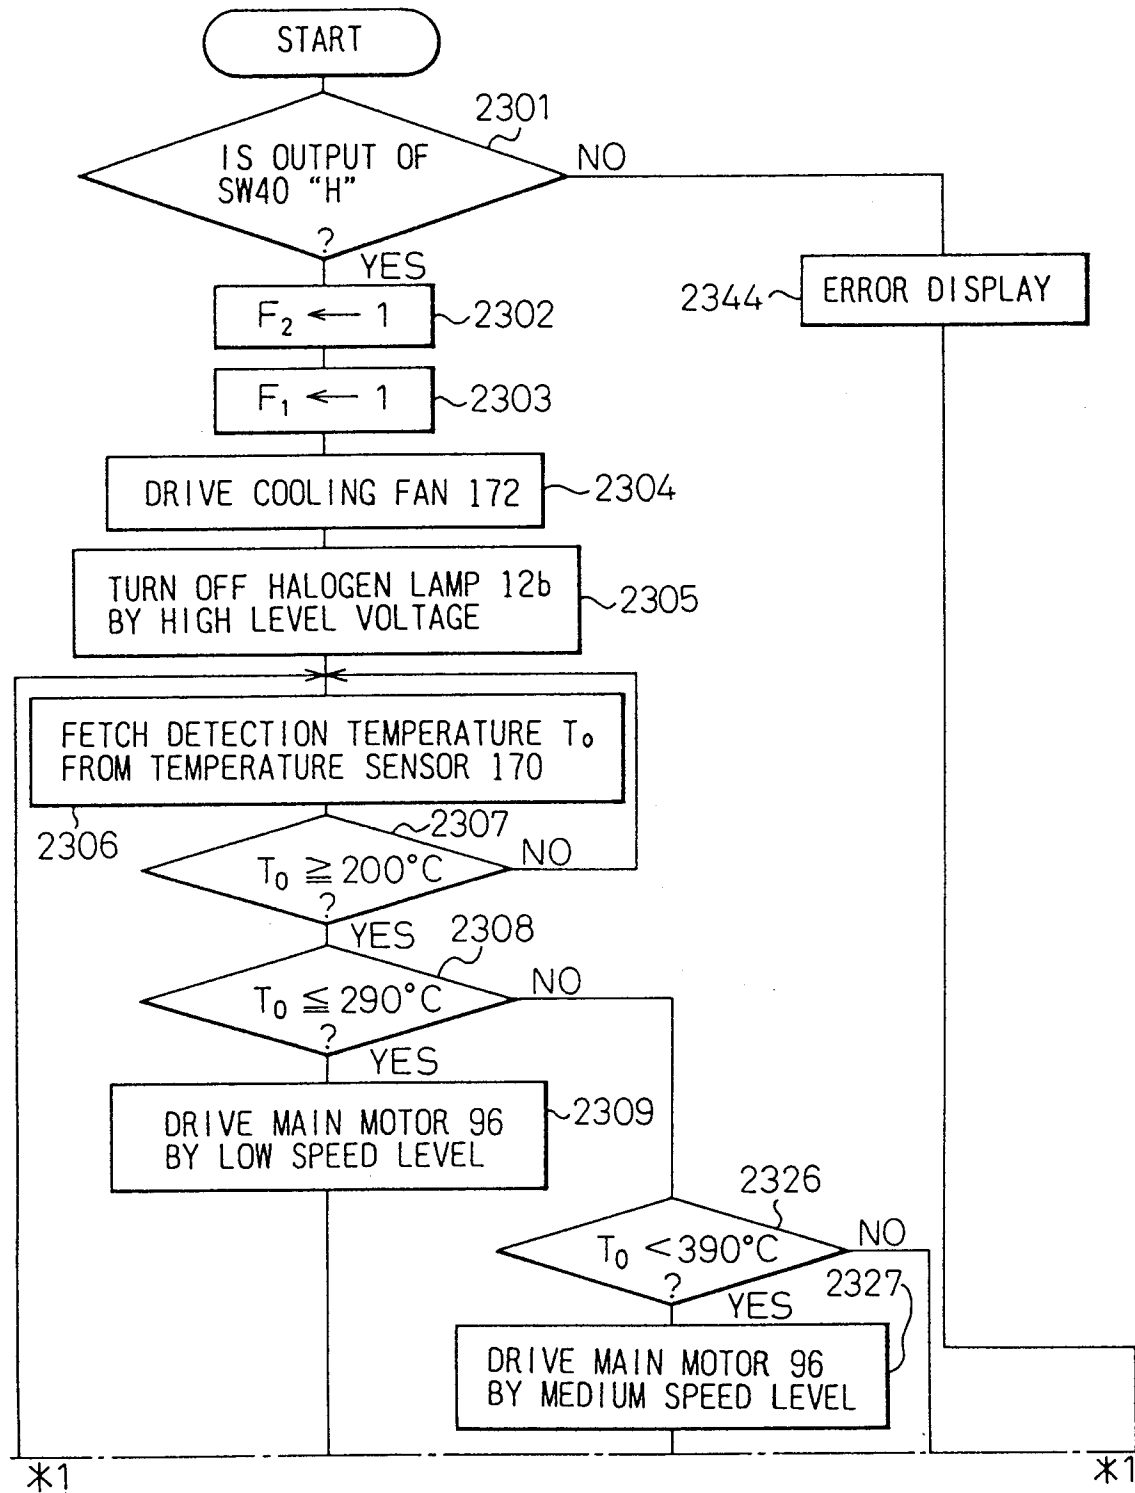 START
2301
IS OUTPUT OF
SW40 “H”
?
NO
YES
F₂ ← 1
2302
2344
ERROR DISPLAY
F₁ ← 1
2303
DRIVE COOLING FAN 172
2304
TURN OFF HALOGEN LAMP 12b
BY HIGH LEVEL VOLTAGE
2305
FETCH DETECTION TEMPERATURE T₀
FROM TEMPERATURE SENSOR 170
2306
2307
T₀ ≧ 200°C
?
NO
YES
2308
T₀ ≦ 290°C
?
NO
YES
DRIVE MAIN MOTOR 96
BY LOW SPEED LEVEL
2309
2326
T₀ < 390°C
?
NO
YES
2327
DRIVE MAIN MOTOR 96
BY MEDIUM SPEED LEVEL
*1
*1